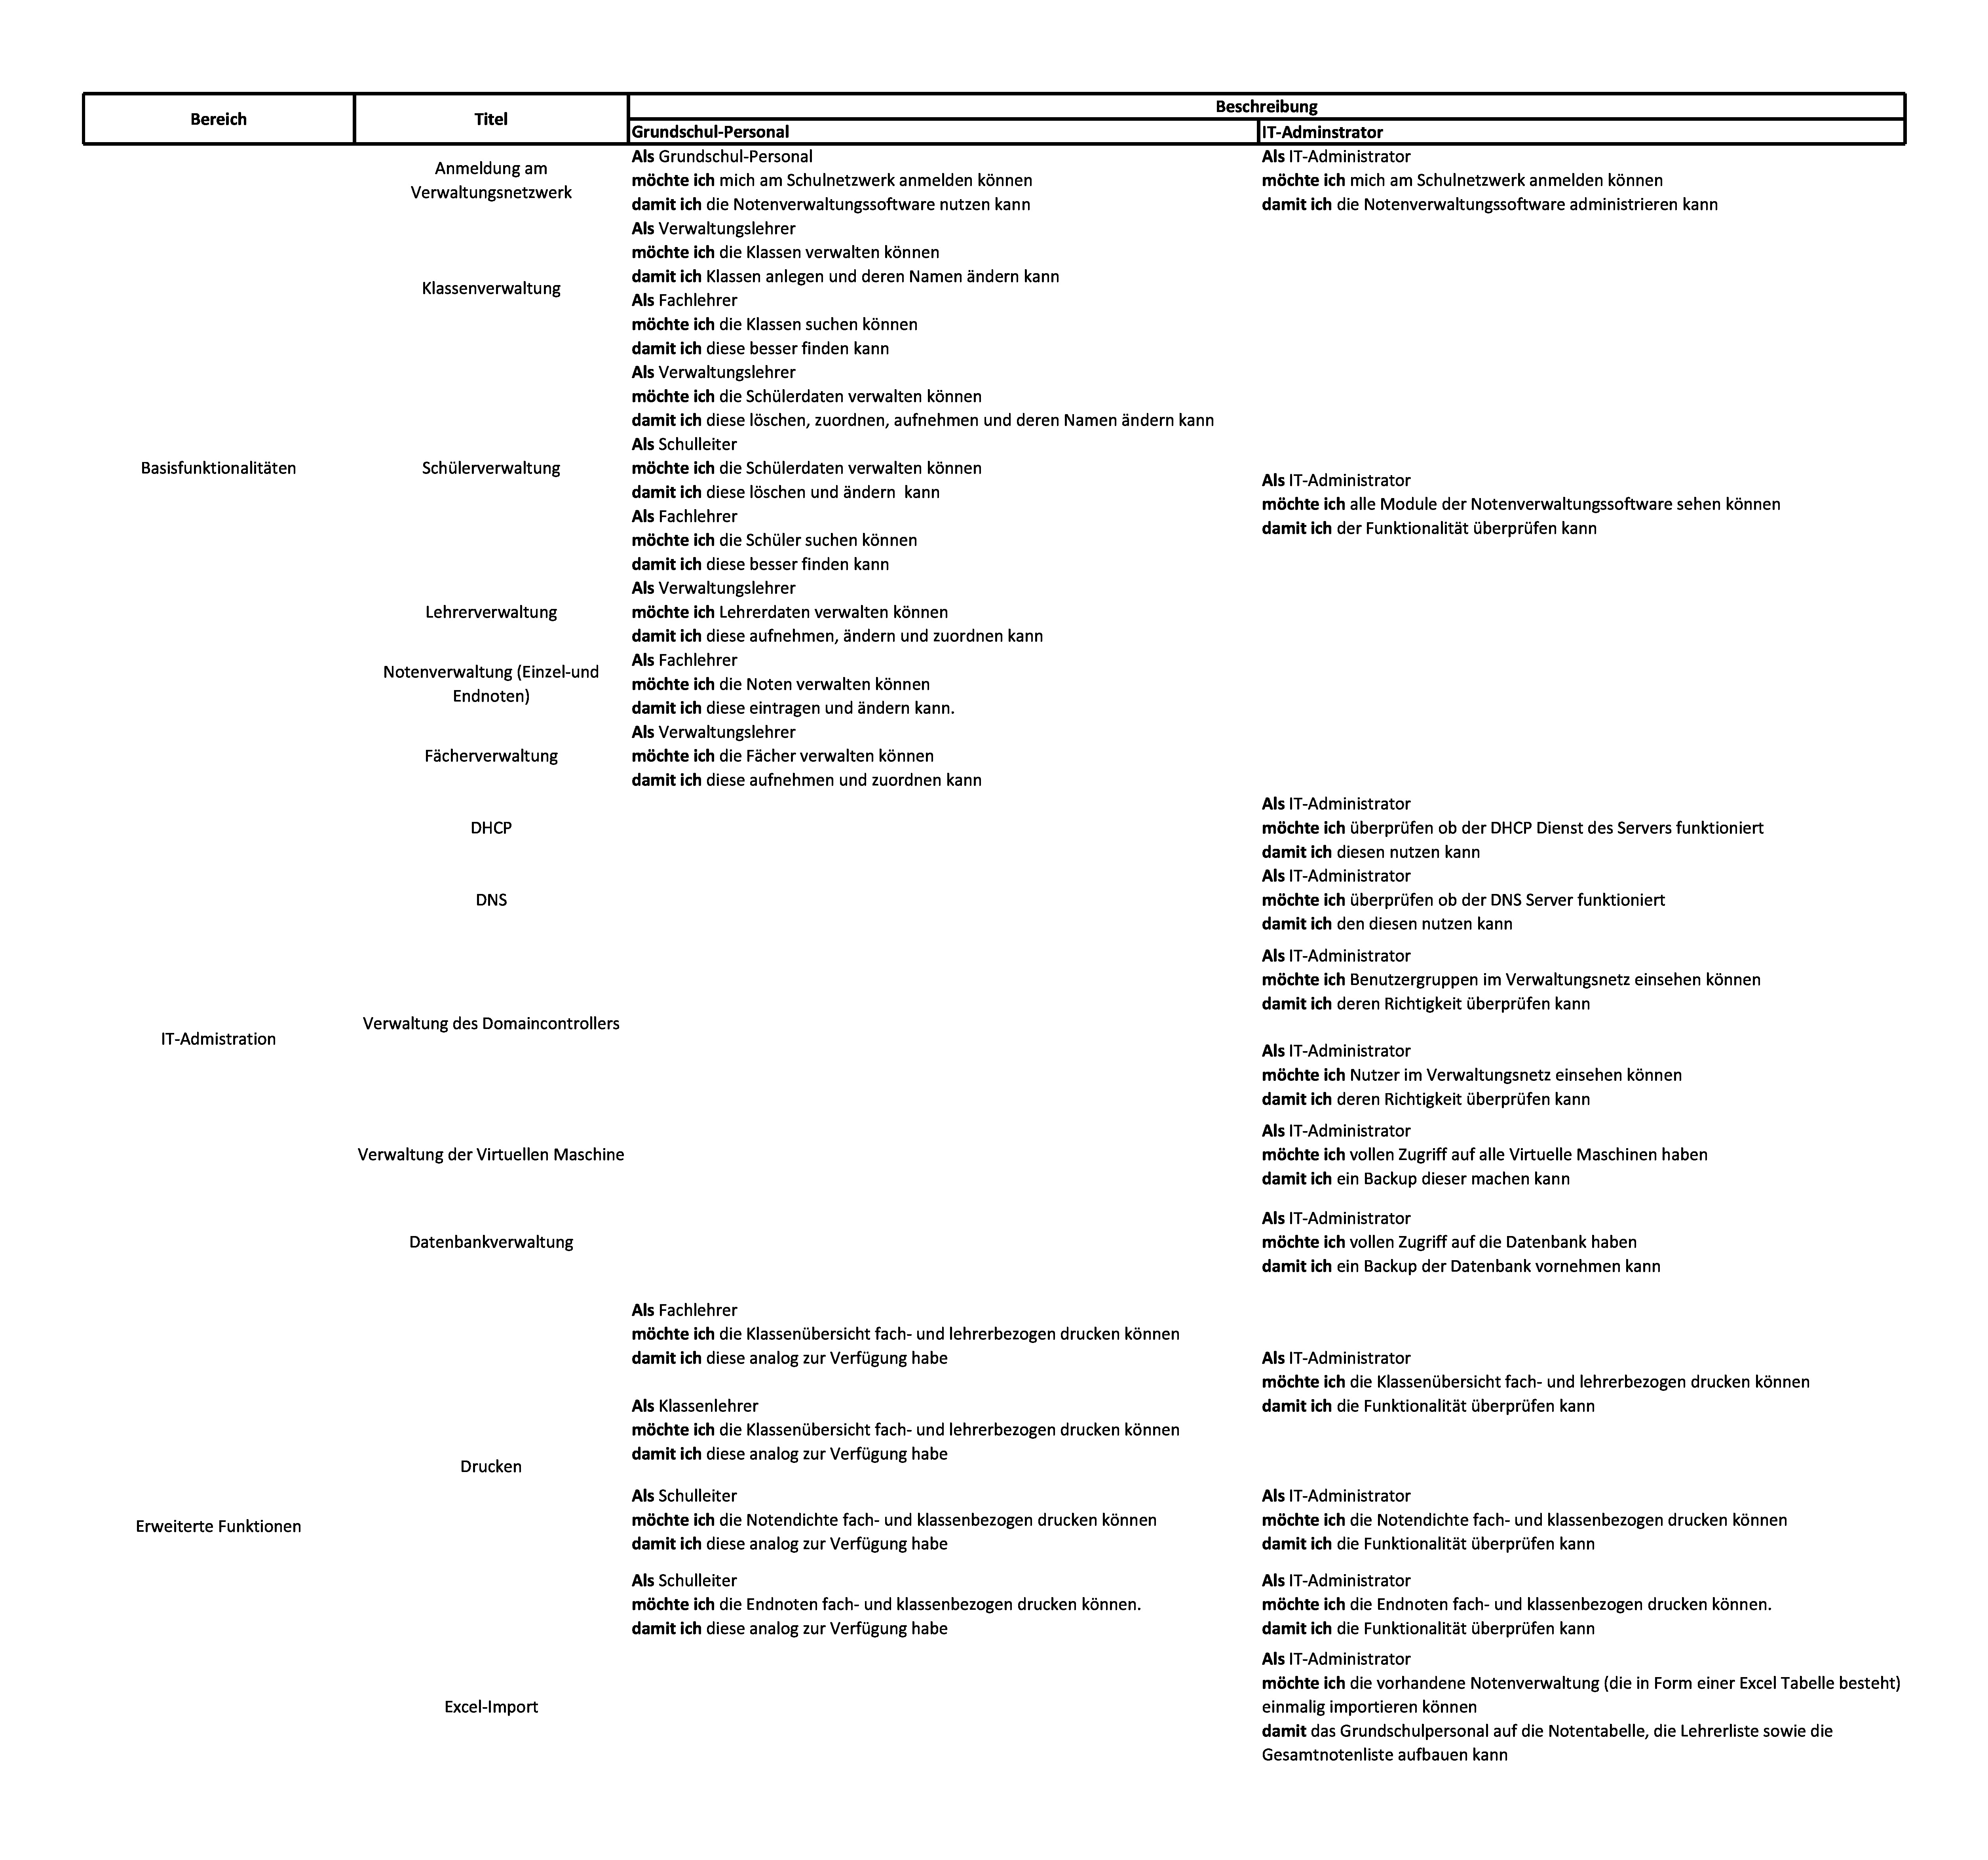 Bereich
Titel
Beschreibung
Grundschul-Personal
IT-Adminstrator
Basisfunktionalitäten
Anmeldung am
Verwaltungsnetzwerk
Als Grundschul-Personal
möchte ich mich am Schulnetzwerk anmelden können
damit ich die Notenverwaltungssoftware nutzen kann
Als IT-Administrator
möchte ich mich am Schulnetzwerk anmelden können
damit ich die Notenverwaltungssoftware administrieren kann
Klassenverwaltung
Als Verwaltungslehrer
möchte ich die Klassen verwalten können
damit ich Klassen anlegen und deren Namen ändern kann
Als Fachlehrer
möchte ich die Klassen suchen können
damit ich diese besser finden kann
Schülerverwaltung
Als Verwaltungslehrer
möchte ich die Schülerdaten verwalten können
damit ich diese löschen, zuordnen, aufnehmen und deren Namen ändern kann
Als Schulleiter
möchte ich die Schülerdaten verwalten können
damit ich diese löschen und ändern  kann
Als Fachlehrer
möchte ich die Schüler suchen können
damit ich diese besser finden kann
Als IT-Administrator
möchte ich alle Module der Notenverwaltungssoftware sehen können
damit ich der Funktionalität überprüfen kann
Lehrerverwaltung
Als Verwaltungslehrer
möchte ich Lehrerdaten verwalten können
damit ich diese aufnehmen, ändern und zuordnen kann
Notenverwaltung (Einzel-und
Endnoten)
Als Fachlehrer
möchte ich die Noten verwalten können
damit ich diese eintragen und ändern kann.
Fächerverwaltung
Als Verwaltungslehrer
möchte ich die Fächer verwalten können
damit ich diese aufnehmen und zuordnen kann
IT-Admistration
DHCP
Als IT-Administrator
möchte ich überprüfen ob der DHCP Dienst des Servers funktioniert
damit ich diesen nutzen kann
DNS
Als IT-Administrator
möchte ich überprüfen ob der DNS Server funktioniert
damit ich den diesen nutzen kann
Verwaltung des Domaincontrollers
Als IT-Administrator
möchte ich Benutzergruppen im Verwaltungsnetz einsehen können
damit ich deren Richtigkeit überprüfen kann
Als IT-Administrator
möchte ich Nutzer im Verwaltungsnetz einsehen können
damit ich deren Richtigkeit überprüfen kann
Verwaltung der Virtuellen Maschine
Als IT-Administrator
möchte ich vollen Zugriff auf alle Virtuelle Maschinen haben
damit ich ein Backup dieser machen kann
Datenbankverwaltung
Als IT-Administrator
möchte ich vollen Zugriff auf die Datenbank haben
damit ich ein Backup der Datenbank vornehmen kann
Erweiterte Funktionen
Drucken
Als Fachlehrer
möchte ich die Klassenübersicht fach- und lehrerbezogen drucken können
damit ich diese analog zur Verfügung habe
Als Klassenlehrer
möchte ich die Klassenübersicht fach- und lehrerbezogen drucken können
damit ich diese analog zur Verfügung habe
Als IT-Administrator
möchte ich die Klassenübersicht fach- und lehrerbezogen drucken können
damit ich die Funktionalität überprüfen kann
Als Schulleiter
möchte ich die Notendichte fach- und klassenbezogen drucken können
damit ich diese analog zur Verfügung habe
Als IT-Administrator
möchte ich die Notendichte fach- und klassenbezogen drucken können
damit ich die Funktionalität überprüfen kann
Als Schulleiter
möchte ich die Endnoten fach- und klassenbezogen drucken können.
damit ich diese analog zur Verfügung habe
Als IT-Administrator
möchte ich die Endnoten fach- und klassenbezogen drucken können.
damit ich die Funktionalität überprüfen kann
Excel-Import
Als IT-Administrator
möchte ich die vorhandene Notenverwaltung (die in Form einer Excel Tabelle besteht)
einmalig importieren können
damit das Grundschulpersonal auf die Notentabelle, die Lehrerliste sowie die
Gesamtnotenliste aufbauen kann